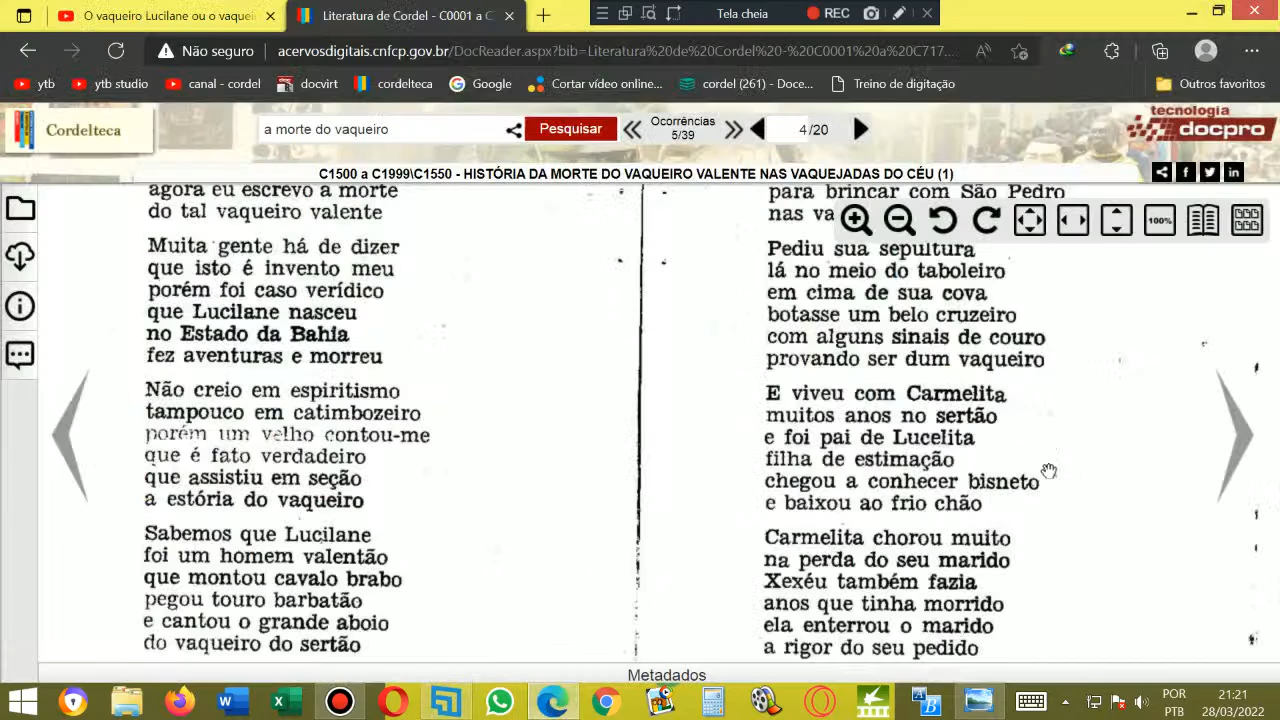 O vaqueiro Lucilane ou o vaquei
Literatura de Cordel - C0001 a C
Tela cheia
REC
Não seguro
acervosdigitais.cnfcp.gov.br/DocReader.aspx?bib=Literatura%20de%20Cordel%20-%20C0001%20a%20C717....
ytb
ytb studio
canal - cordel
docvirt
cordelteca
Google
Cortar vídeo online...
cordel (261) - Doce...
Treino de digitação
Outros favoritos
Cordelteca
a morte do vaqueiro
Pesquisar
Ocorrências
5/39
4/20
tecnologia
docpro
C1500 a C1999\C1550 - HISTÓRIA DA MORTE DO VAQUEIRO VALENTE NAS VAQUEJADAS DO CÉU (1)
agora eu escrevo a morte
do tal vaqueiro valente
Muita gente há de dizer
que isto é invento meu
porém foi caso verídico
que Lucilane nasceu
no Estado da Bahia
fez aventuras e morreu
Não creio em espiritismo
tampouco em catimbozeiro
porém um velho contou-me
que é fato verdadeiro
que assistiu em seção
a estória do vaqueiro
Sabemos que Lucilane
foi um homem valentão
que montou cavalo brabo
pegou touro barbatão
e cantou o grande aboio
do vaqueiro do sertão
para brincar com São Pedro
nas va
100%
Pediu sua sepultura
lá no meio do taboleiro
em cima de sua cova
botasse um belo cruzeiro
com alguns sinais de couro
provando ser dum vaqueiro
E viveu com Carmelita
muitos anos no sertão
e foi pai de Lucelita
filha de estimação
chegou a conhecer bisneto
e baixou ao frio chão
Carmelita chorou muito
na perda do seu marido
Xexéu também fazia
anos que tinha morrido
ela enterrou o marido
a rigor do seu pedido
Metadados
POR
PTB
21:21
28/03/2022